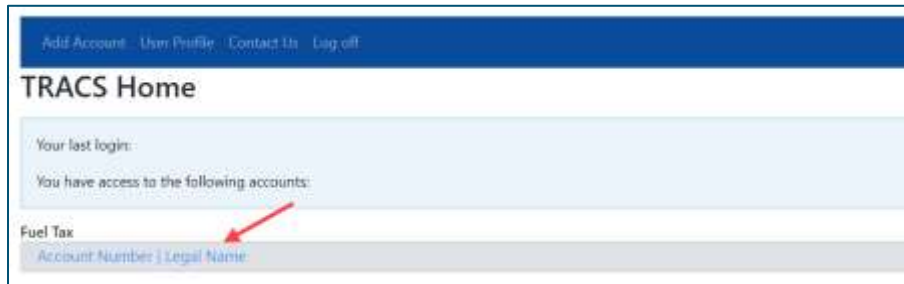 Add Account User Profile Contact Us Log off
TRACS Home
Your last login:
You have access to the following accounts:
Fuel Tax
Account Number | Legal Name